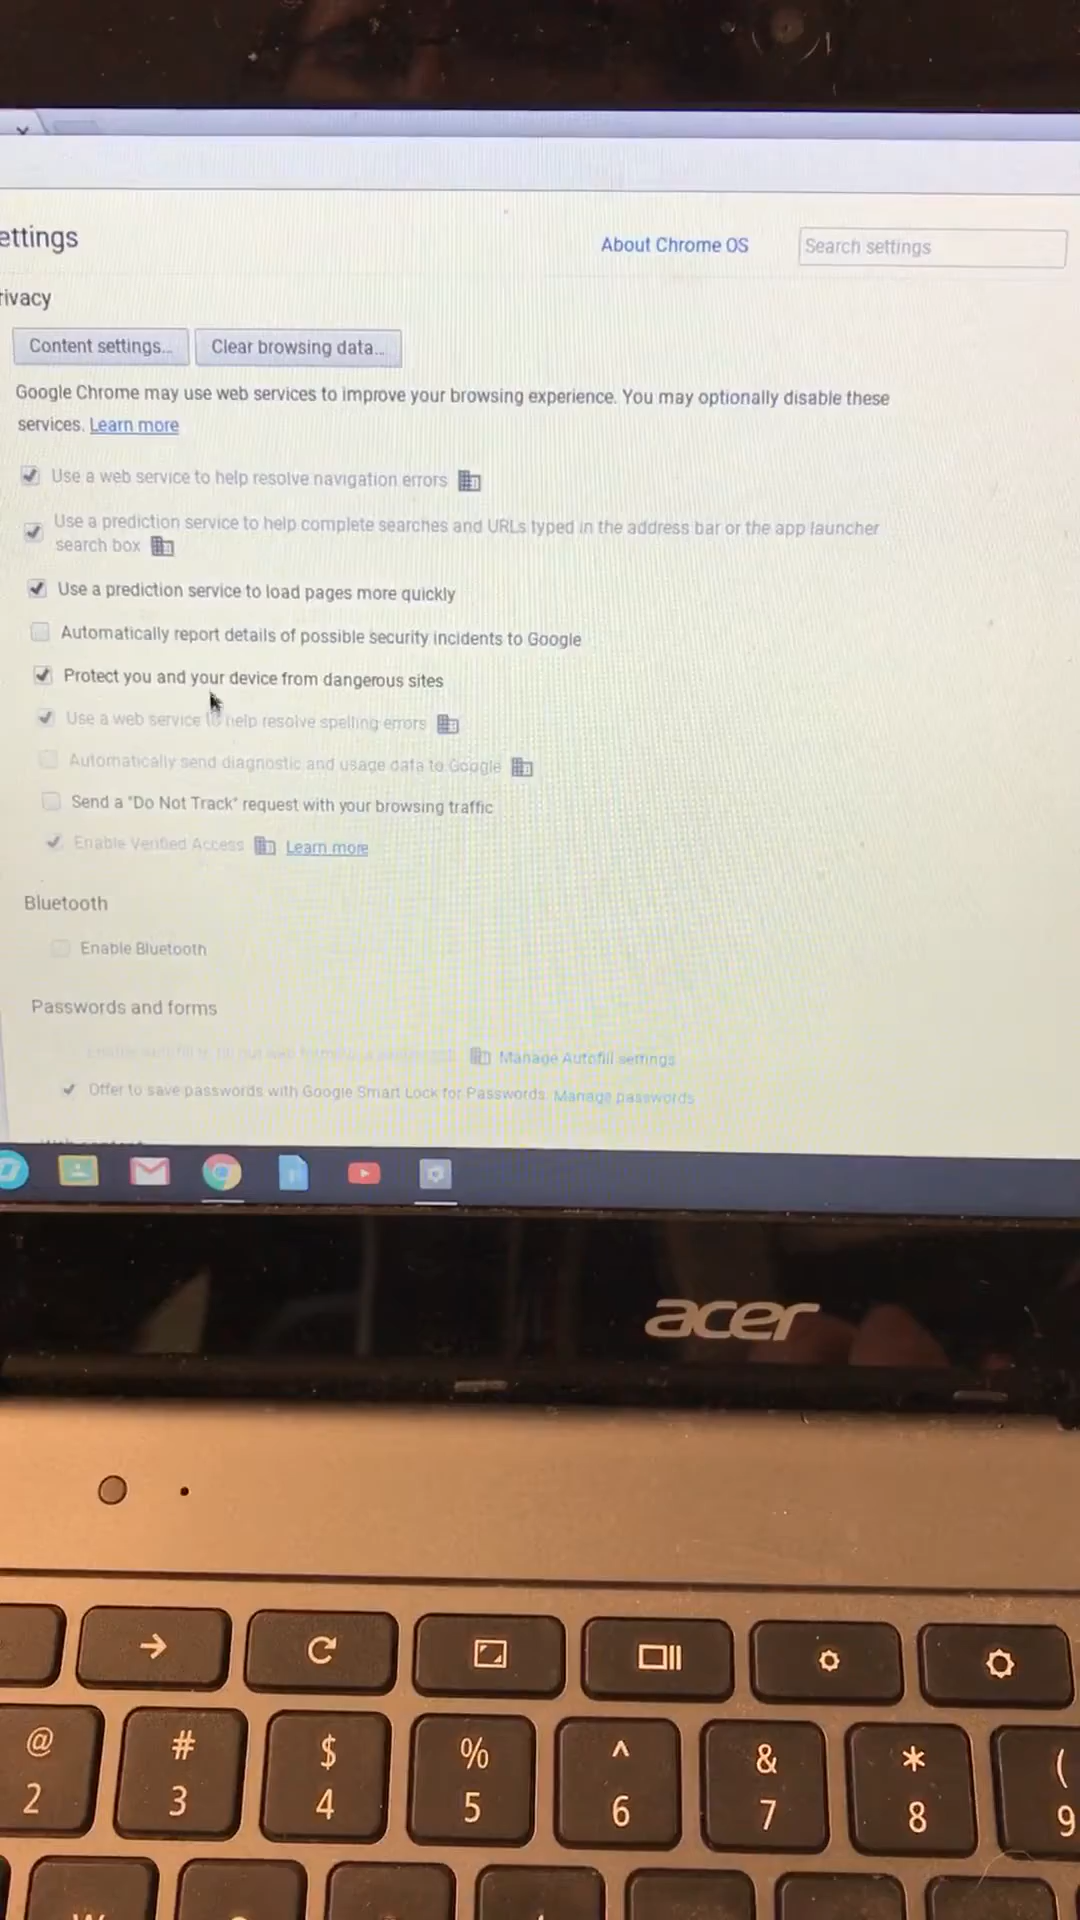 ettings
About Chrome OS
Search settings
rivacy
Content settings...
Clear browsing data...
Google Chrome may use web services to improve your browsing experience. You may optionally disable these
services. Learn more
Use a web service to help resolve navigation errors
Use a prediction service to help complete searches and URLs typed in the address bar or the app launcher
search box
Use a prediction service to load pages more quickly
Automatically report details of possible security incidents to Google
Protect you and your device from dangerous sites
Use a web service to help resolve spelling errors
Automatically send diagnostic and usage data to Google
Send a "Do Not Track" request with your browsing traffic
Enable Verified Access Learn more
Bluetooth
Enable Bluetooth
Passwords and forms
Manage Autofill settings
Offer to save passwords with Google Smart Lock for Passwords. Manage passwords
acer
@ # $ % ^ & * (
2 3 4 5 6 7 8 9